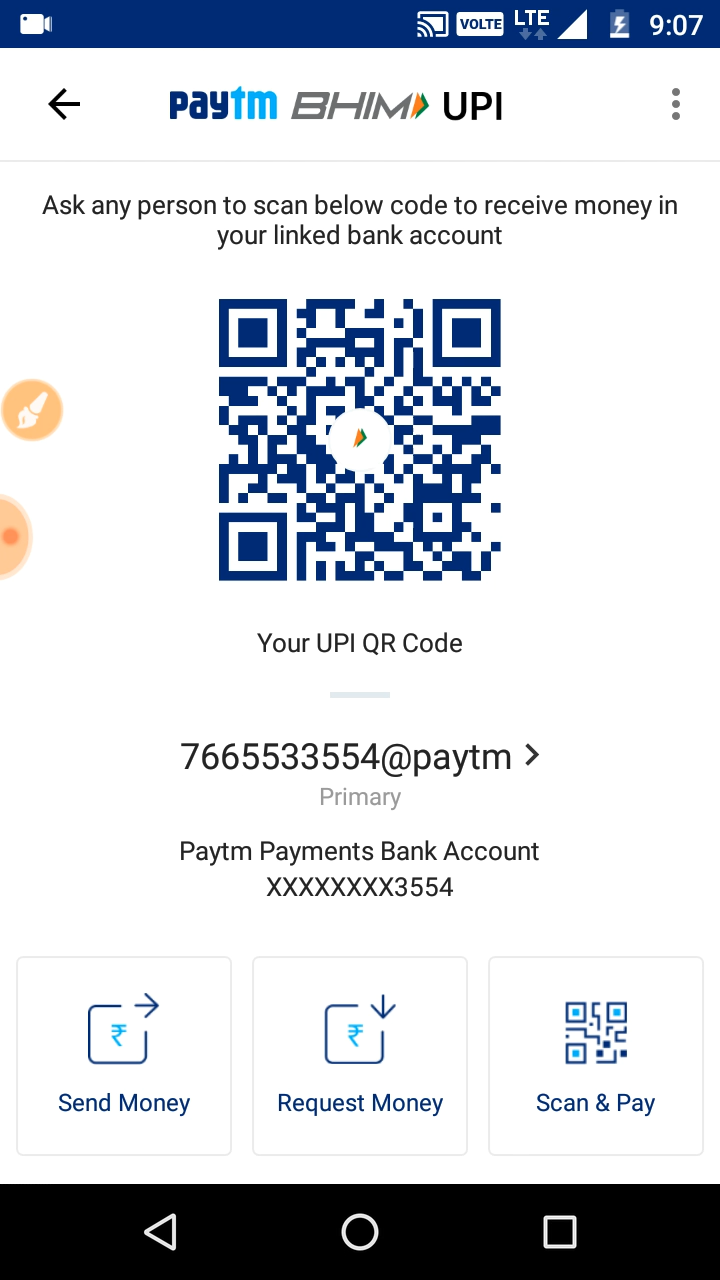 VOLTE LTE 9:07
paytm BHIM UPI
Ask any person to scan below code to receive money in
your linked bank account
Your UPI QR Code
7665533554@paytm
Primary
Paytm Payments Bank Account
XXXXXXXX3554
₹ ₹
Send Money Request Money Scan & Pay